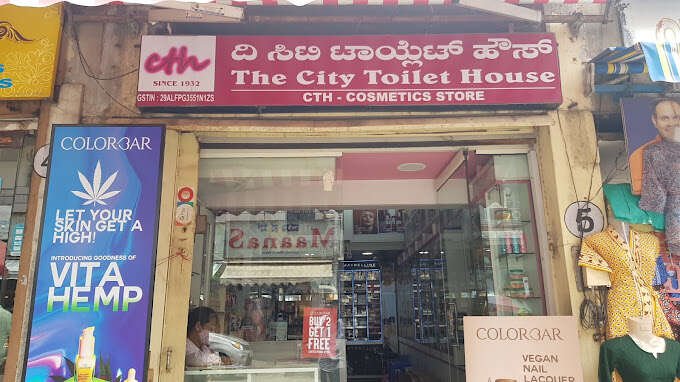 cth
SINCE 1932
GSTIN : 29ALFPG3551N1ZS
ದಿ ಸಿಟಿ ಟಾಯ್ಲೆಟ್ ಹೌಸ್
The City Toilet House
CTH - COSMETICS STORE
COLORBAR
LET YOUR
SKIN GET A
HIGH!
INTRODUCING GOODNESS OF
VITA
HEMP
MaanaS
BUY 2
GET 1
FREE
5
COLORBAR
VEGAN
NAIL
LACQUER